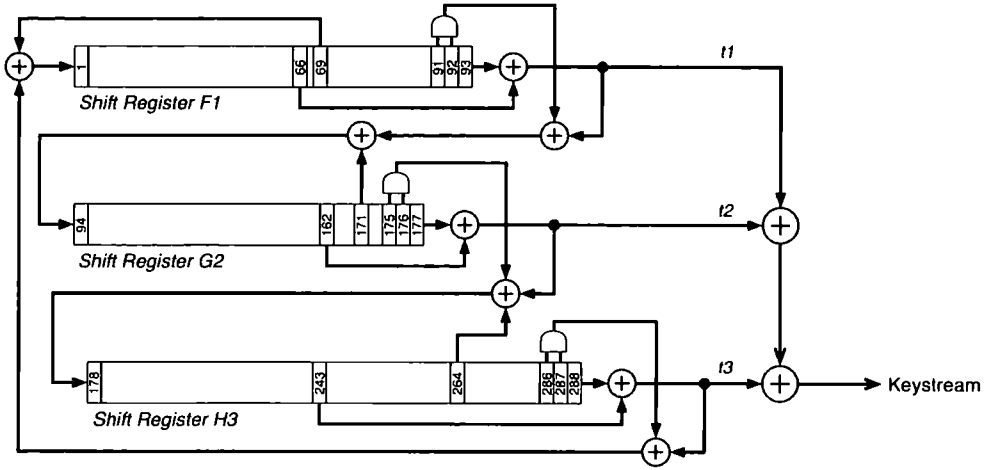 1
66
69
91
92
93
t1
Shift Register F1
94
162
171
175
176
177
t2
Shift Register G2
178
243
264
286
287
288
t3
Keystream
Shift Register H3